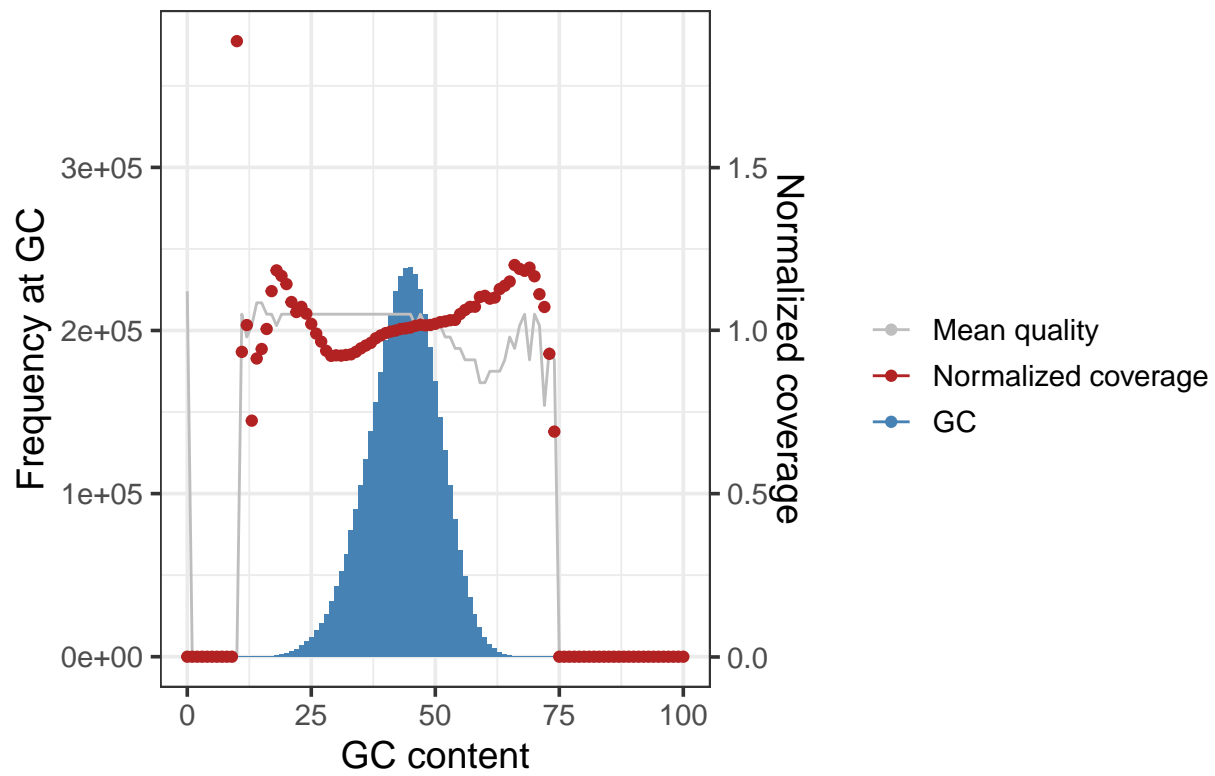 Frequency at GC
3e+05
2e+05
1e+05
0e+00
1.5
1.0
0.5
0.0
Normalized coverage
0
25
50
75
100
GC content
Mean quality
Normalized coverage
GC